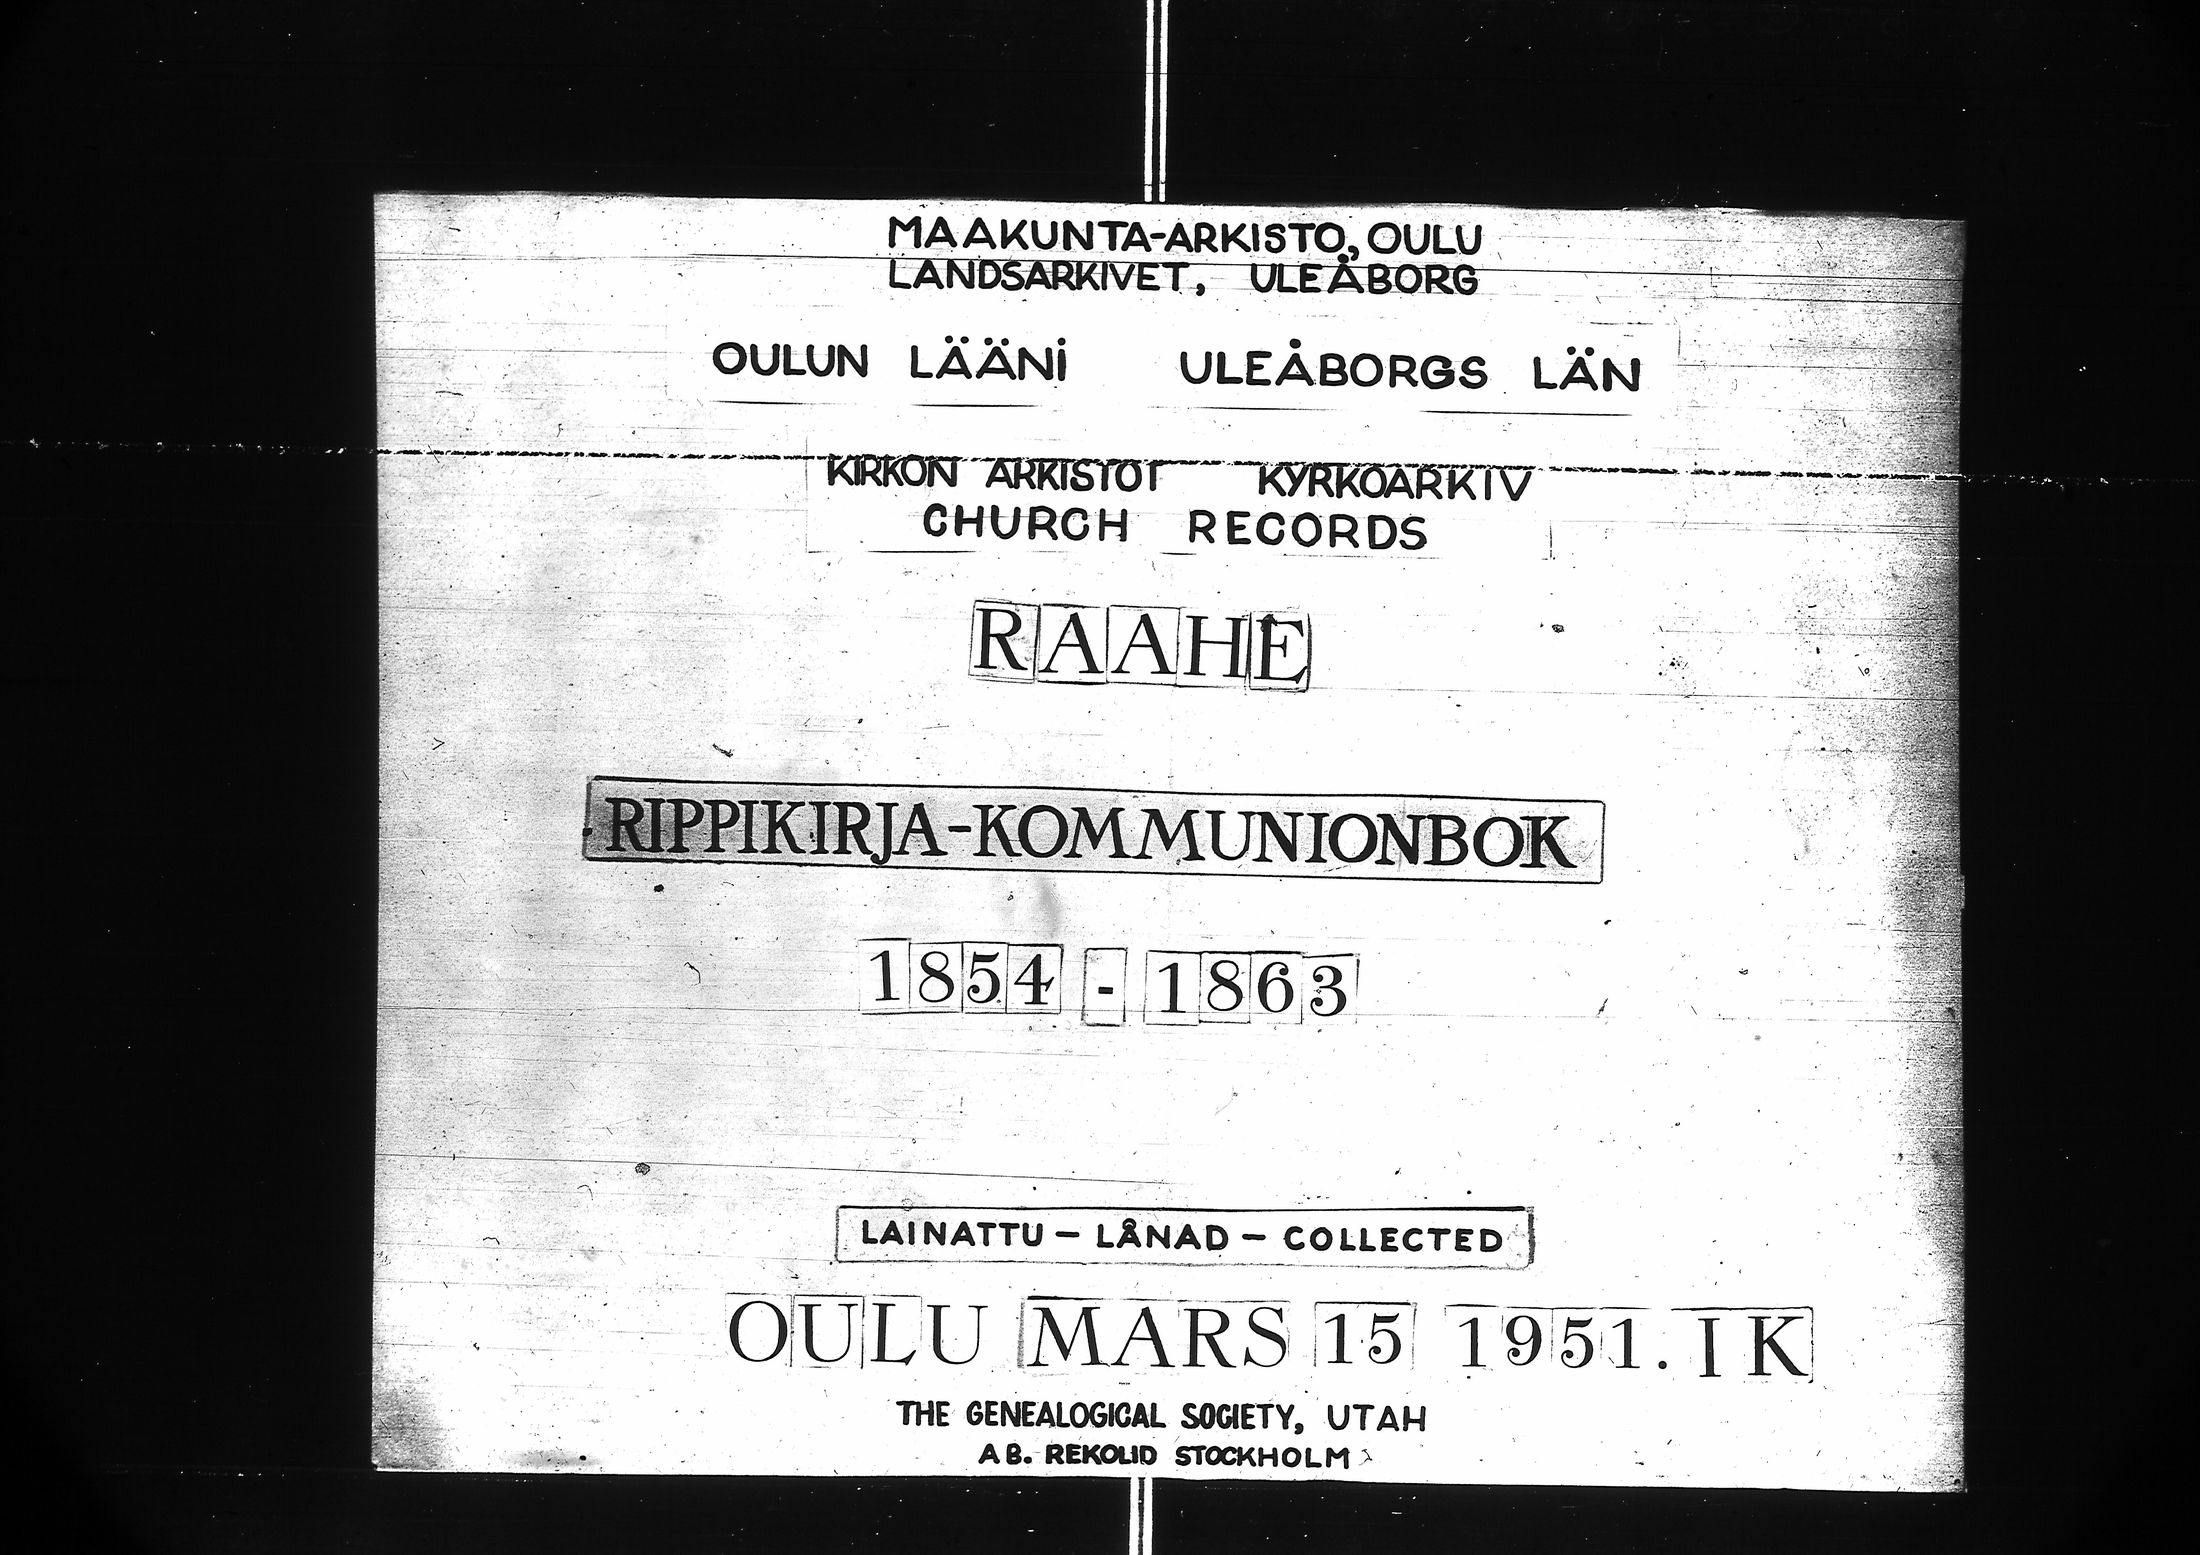 MAAKUNTA-ARKISTO, OULU
LANDSARKIVET, ULEÅBORG
OULUN LÄÄNI ULEÅBORGS LÄN
KIRKON ARKISTOT KYRKOARKIV
CHURCH RECORDS
RAAHE
RIPPIKIRJA-KOMMUNIONBOK
1854 - 1863
LAINATTU - LÅNAD - COLLECTED
OULU MARS 15 1951. IK
THE GENEALOGICAL SOCIETY, UTAH
AB. REKOLID STOCKHOLM